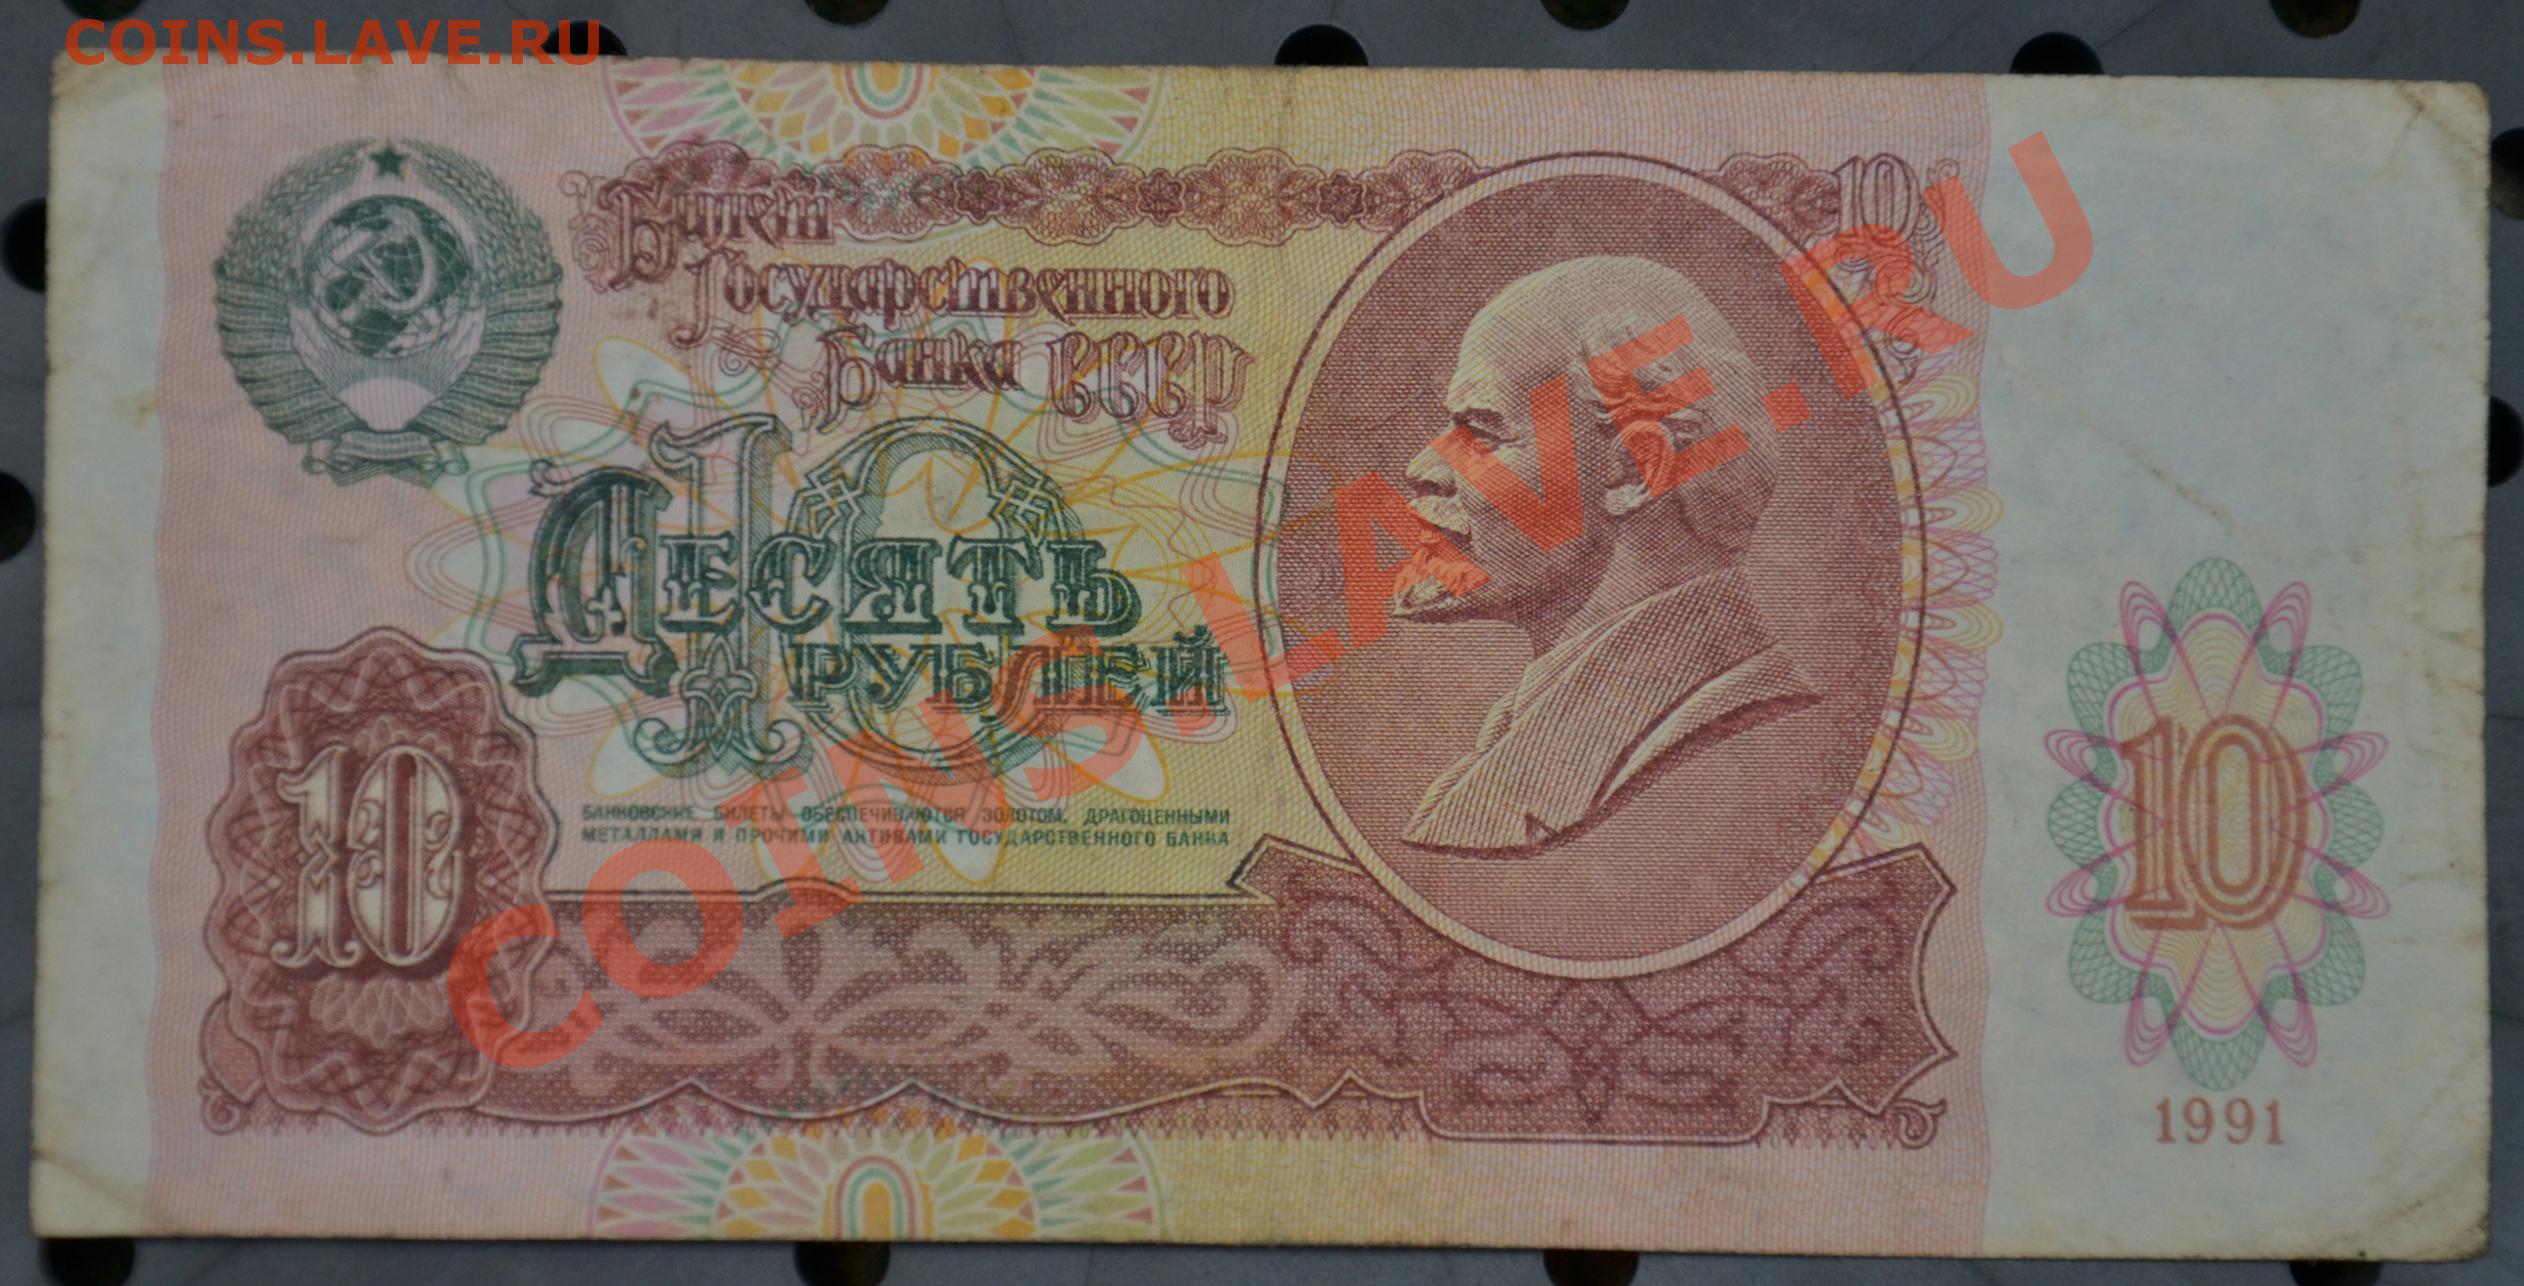 COINS.LAVE.RU
Билет
Государственного
Банка СССР
10
10
Десять
рублей
БАНКОВСКИЕ БИЛЕТЫ ОБЕСПЕЧИВАЮТСЯ ЗОЛОТОМ, ДРАГОЦЕННЫМИ
МЕТАЛЛАМИ И ПРОЧИМИ АКТИВАМИ ГОСУДАРСТВЕННОГО БАНКА
10
10
1991
COINS.LAVE.RU